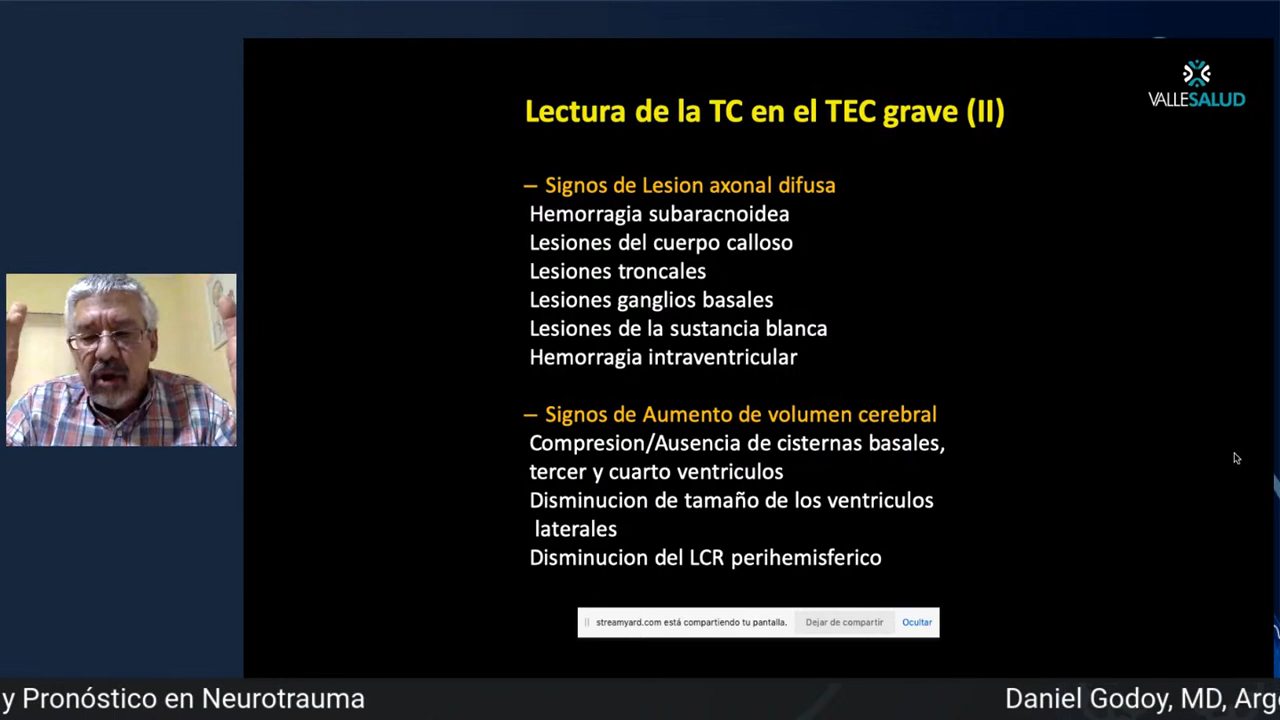 VALLESALUD
Lectura de la TC en el TEC grave (II)
– Signos de Lesion axonal difusa
Hemorragia subaracnoidea
Lesiones del cuerpo calloso
Lesiones troncales
Lesiones ganglios basales
Lesiones de la sustancia blanca
Hemorragia intraventricular
– Signos de Aumento de volumen cerebral
Compresion/Ausencia de cisternas basales,
tercer y cuarto ventriculos
Disminucion de tamaño de los ventriculos
laterales
Disminucion del LCR perihemisferico
streamyard.com está compartiendo tu pantalla. Dejar de compartir Ocultar
y Pronóstico en Neurotrauma Daniel Godoy, MD, Arg